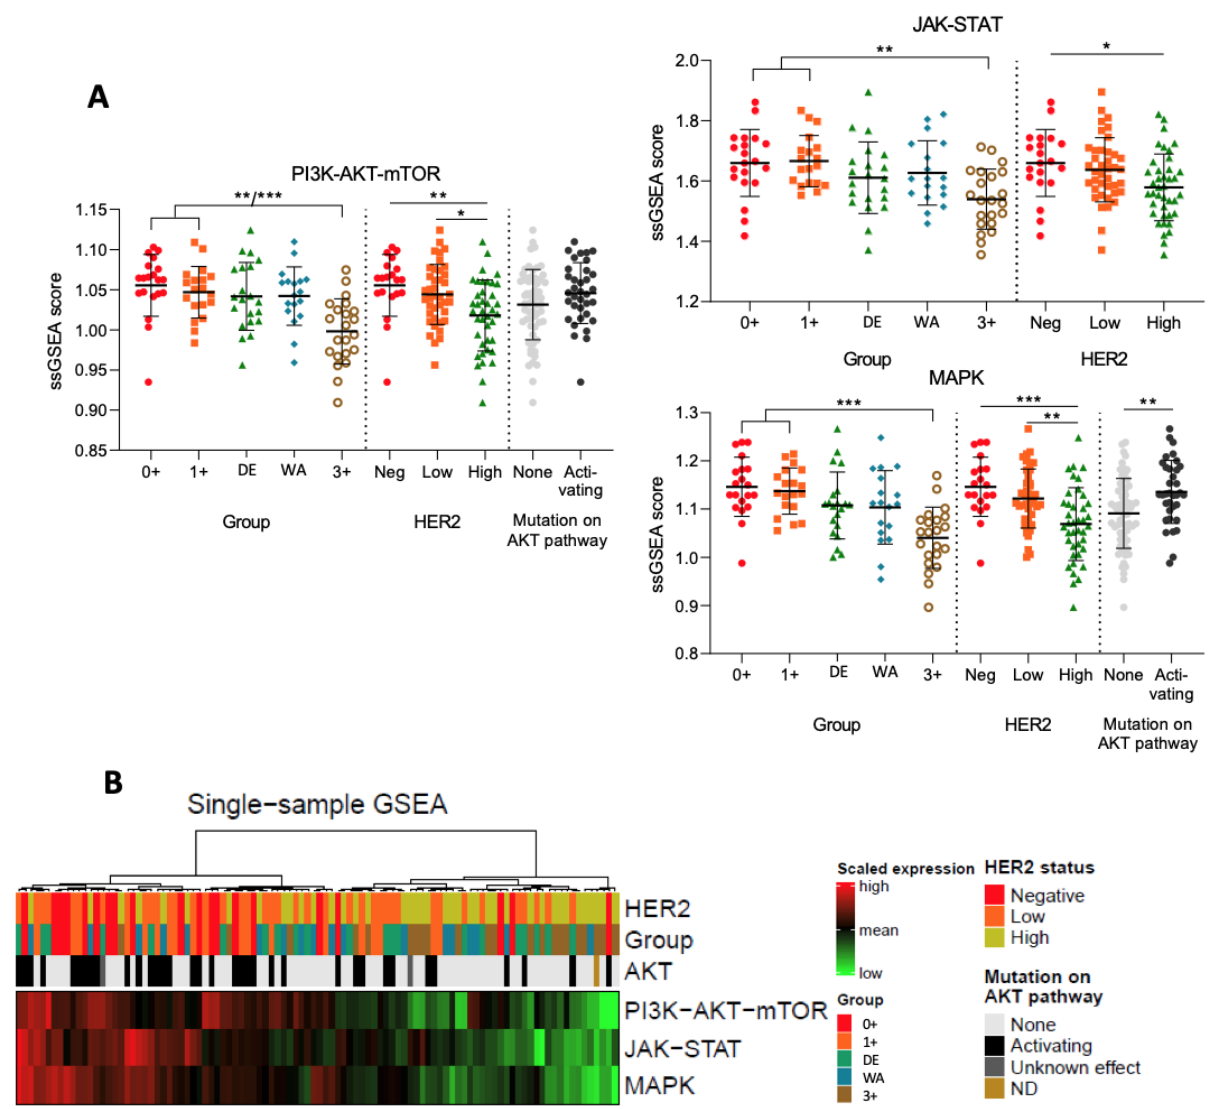 A
PI3K-AKT-mTOR
**/***
**
*
ssGSEA score
1.15
1.10
1.05
1.00
0.95
0.90
0.85
0+
1+
DE
WA
3+
Neg
Low
High
None
Acti-
vating
Group
HER2
Mutation on
AKT pathway
JAK-STAT
**
*
ssGSEA score
2.0
1.8
1.6
1.4
1.2
0+
1+
DE
WA
3+
Neg
Low
High
Group
HER2
MAPK
***
***
**
**
ssGSEA score
1.3
1.2
1.1
1.0
0.9
0.8
0+
1+
DE
WA
3+
Neg
Low
High
None
Acti-
vating
Group
HER2
Mutation on
AKT pathway
B
Single-sample GSEA
HER2
Group
AKT
PI3K-AKT-mTOR
JAK-STAT
MAPK
Scaled expression
high
mean
low
Group
0+
1+
DE
WA
3+
HER2 status
Negative
Low
High
Mutation on
AKT pathway
None
Activating
Unknown effect
ND